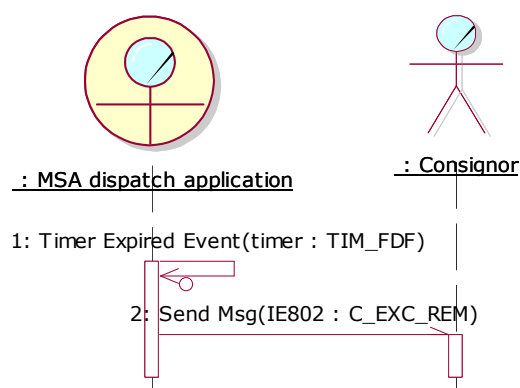 : MSA dispatch application
: Consignor
1: Timer Expired Event(timer : TIM_FDF)
2: Send Msg(IE802 : C_EXC_REM)